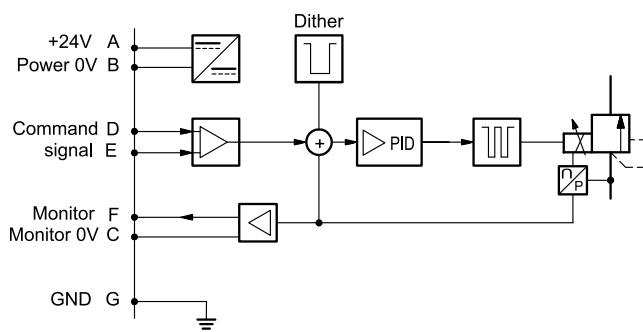 Dither
+24V A
Power 0V B
Command D
signal E
+
PID
Monitor F
Monitor 0V C
P
GND G